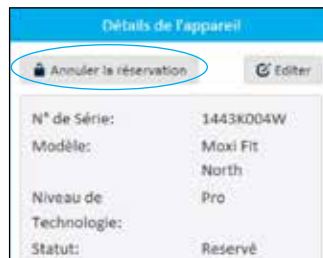 Détails de l'appareil
Annuler la réservation Editer
N° de Série: 1443K004W
Modèle: Moxi Fit
North
Niveau de Pro
Technologie:
Statut: Reservé